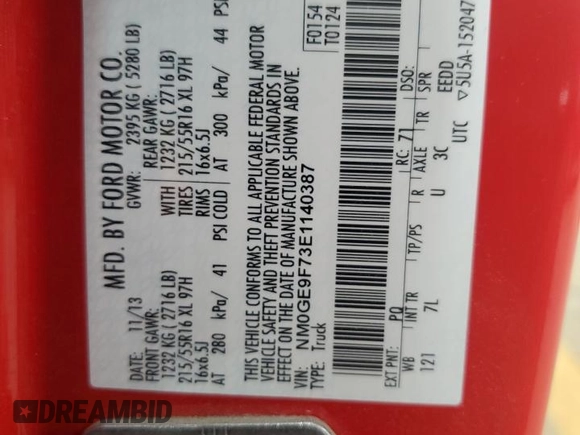 MFD. BY FORD MOTOR CO.
DATE: 11/13 GVWR: 2395 KG ( 5280 LB)
FRONT GAWR: REAR GAWR:
1232 KG ( 2716 LB) WITH 1232 KG ( 2716 LB)
215/55R16 XL 97H TIRES 215/55R16 XL 97H
16x6.5J RIMS 16x6.5J
AT 280 kPa/ 41 PSI COLD AT 300 kPa/ 44 PSI
THIS VEHICLE CONFORMS TO ALL APPLICABLE FEDERAL MOTOR
VEHICLE SAFETY AND THEFT PREVENTION STANDARDS IN
EFFECT ON THE DATE OF MANUFACTURE SHOWN ABOVE.
VIN: NM0GE9F73E1140387
TYPE: Truck
F0154
T0124
EXT PNT: PQ RC: 71 DSO:
WB INT TR TP/PS R AXLE TR SPR
121 7L U 3C EEDD
UTC ▽5U5A-152047
DREAMBID